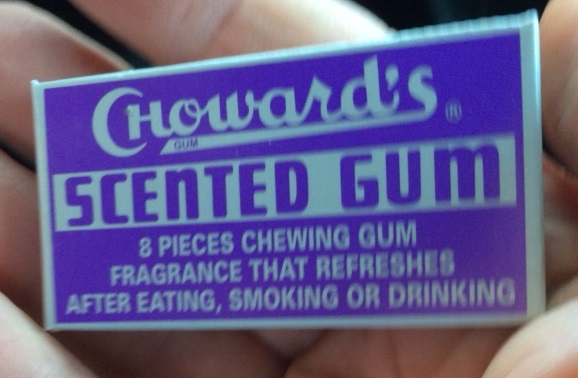 CHoward's ®
GUM
SCENTED GUM
8 PIECES CHEWING GUM
FRAGRANCE THAT REFRESHES
AFTER EATING, SMOKING OR DRINKING